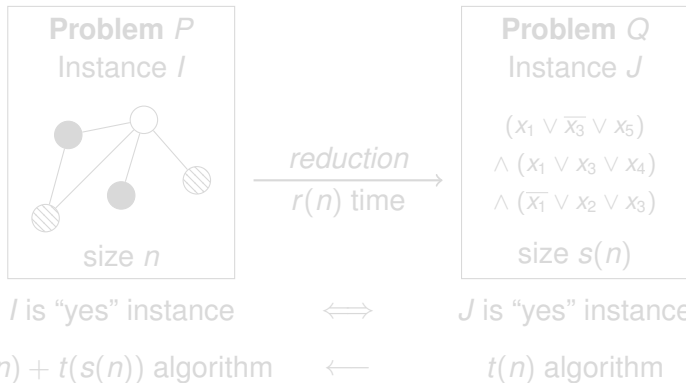 Problem P
Instance I
size n
reduction
r(n) time
Problem Q
Instance J
(x₁ ∨ x̅₃ ∨ x₅)
∧ (x₁ ∨ x₃ ∨ x₄)
∧ (x̅₁ ∨ x₂ ∨ x₃)
size s(n)
I is “yes” instance ⟺ J is “yes” instance
n) + t(s(n)) algorithm ⟵ t(n) algorithm